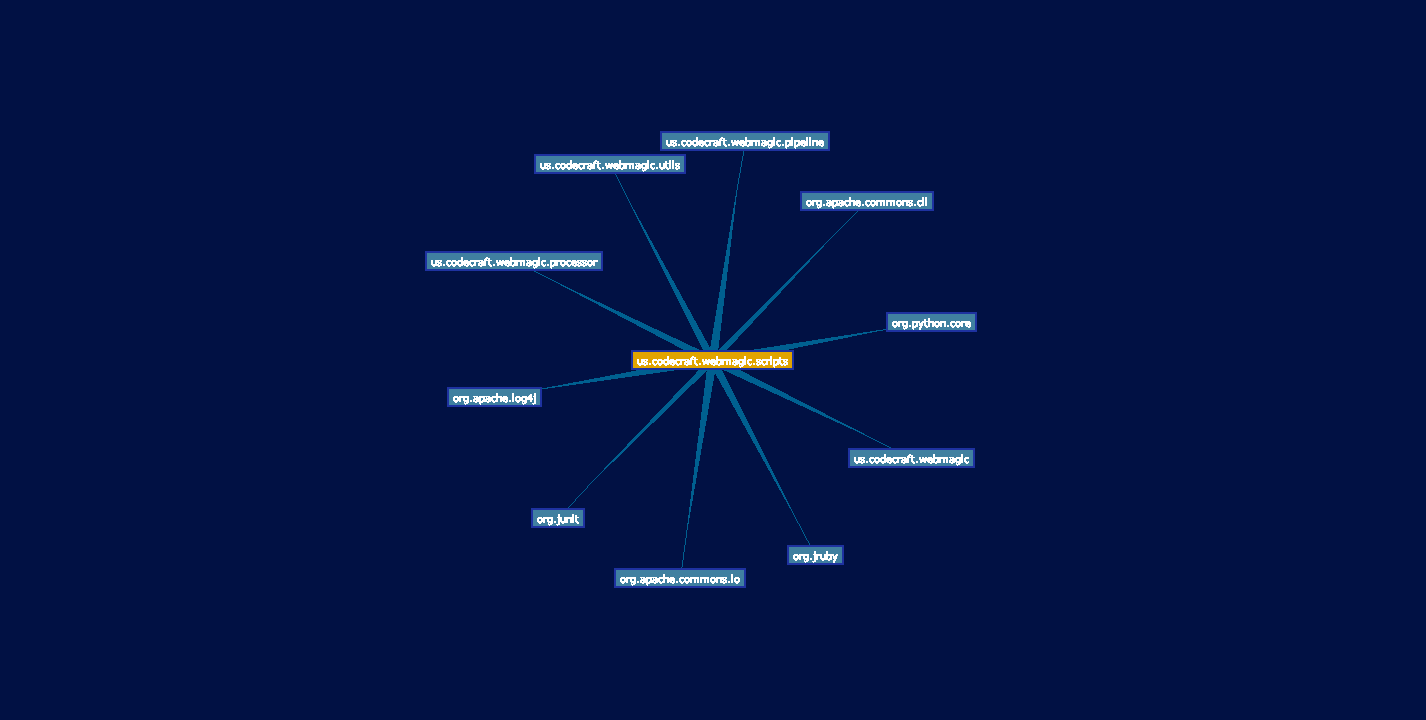 us.codecraft.webmagic.pipeline
us.codecraft.webmagic.utils
org.apache.commons.cli
us.codecraft.webmagic.processor
org.python.core
us.codecraft.webmagic.scripts
org.apache.log4j
us.codecraft.webmagic
org.junit
org.jruby
org.apache.commons.io